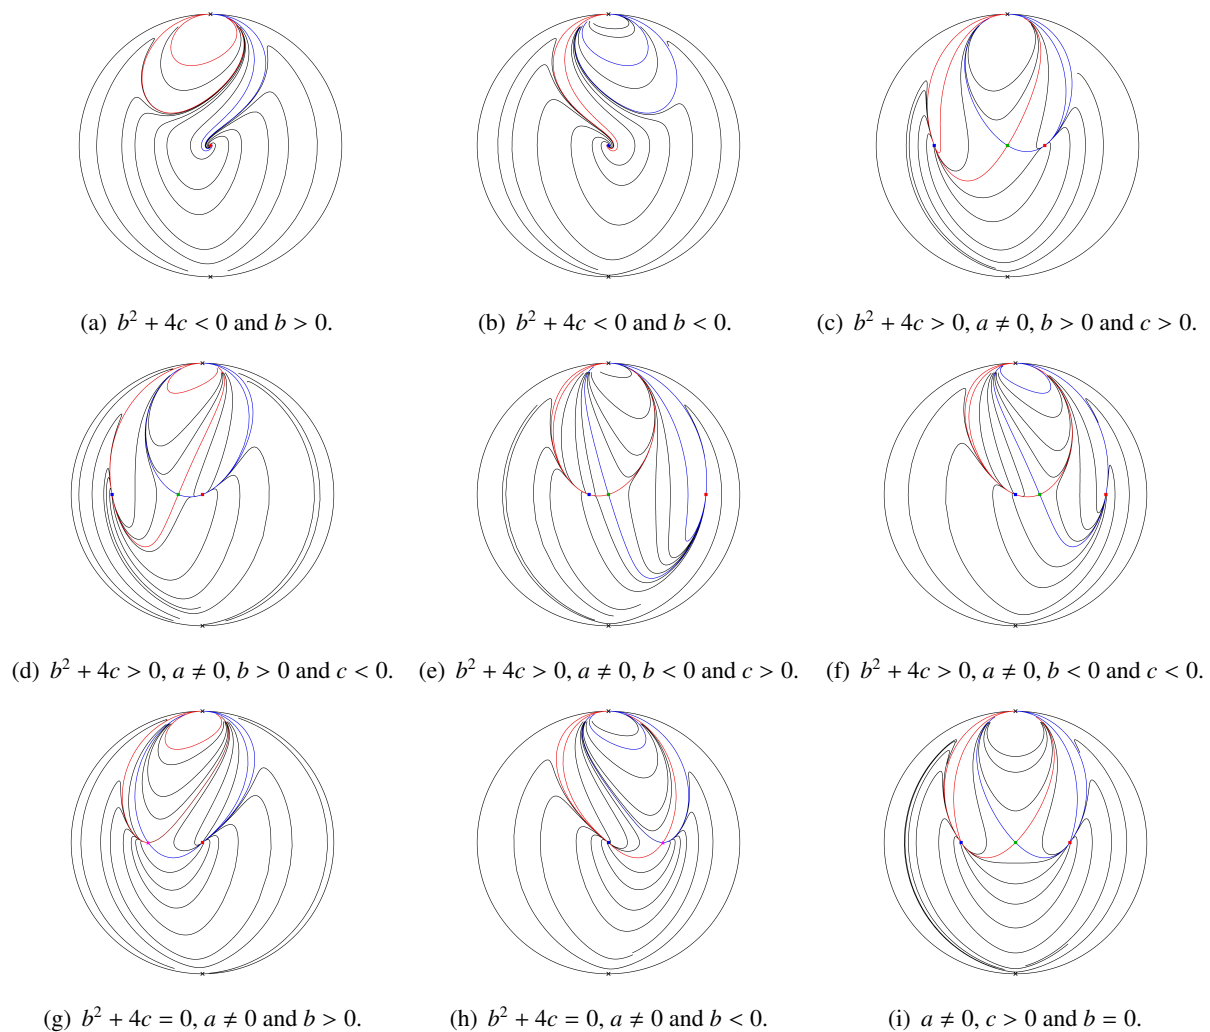 (a) b² + 4c < 0 and b > 0.
(b) b² + 4c < 0 and b < 0.
(c) b² + 4c > 0, a ≠ 0, b > 0 and c > 0.
(d) b² + 4c > 0, a ≠ 0, b > 0 and c < 0.
(e) b² + 4c > 0, a ≠ 0, b < 0 and c > 0.
(f) b² + 4c > 0, a ≠ 0, b < 0 and c < 0.
(g) b² + 4c = 0, a ≠ 0 and b > 0.
(h) b² + 4c = 0, a ≠ 0 and b < 0.
(i) a ≠ 0, c > 0 and b = 0.